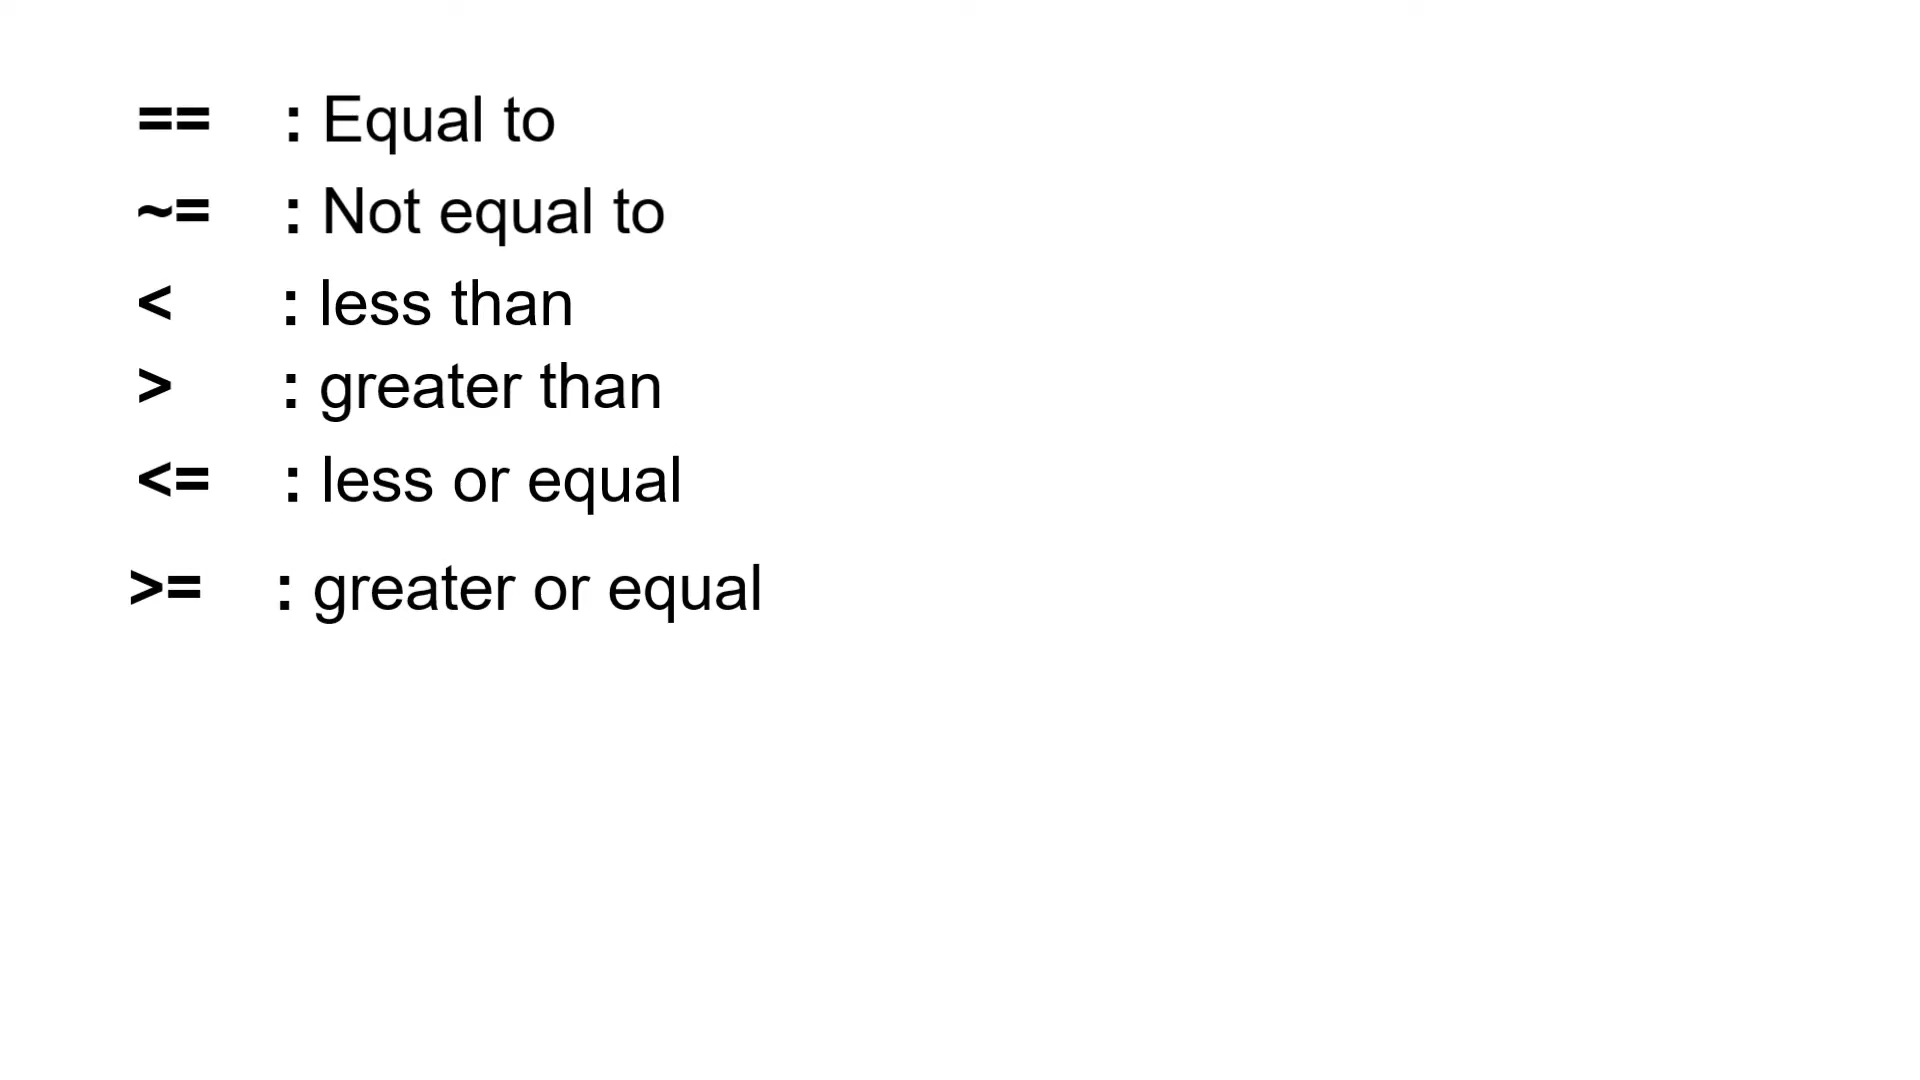 == : Equal to
~= : Not equal to
< : less than
> : greater than
<= : less or equal
>= : greater or equal